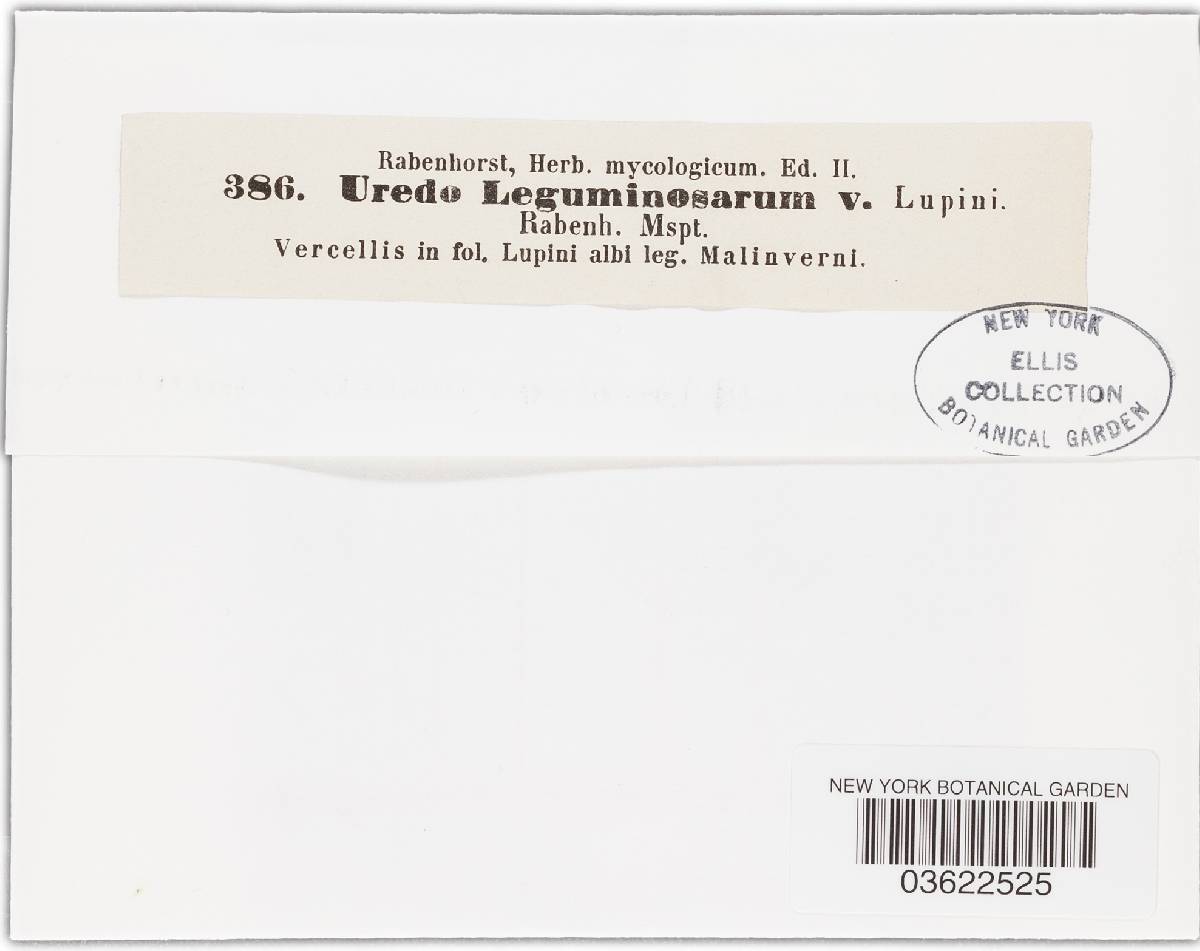 Rabenhorst, Herb. mycologicum. Ed. II.
386. Uredo Leguminosarum v. Lupini.
Rabenh. Mspt.
Vercellis in fol. Lupini albi leg. Malinverni.
NEW YORK
ELLIS
COLLECTION
BOTANICAL GARDEN
NEW YORK BOTANICAL GARDEN
03622525